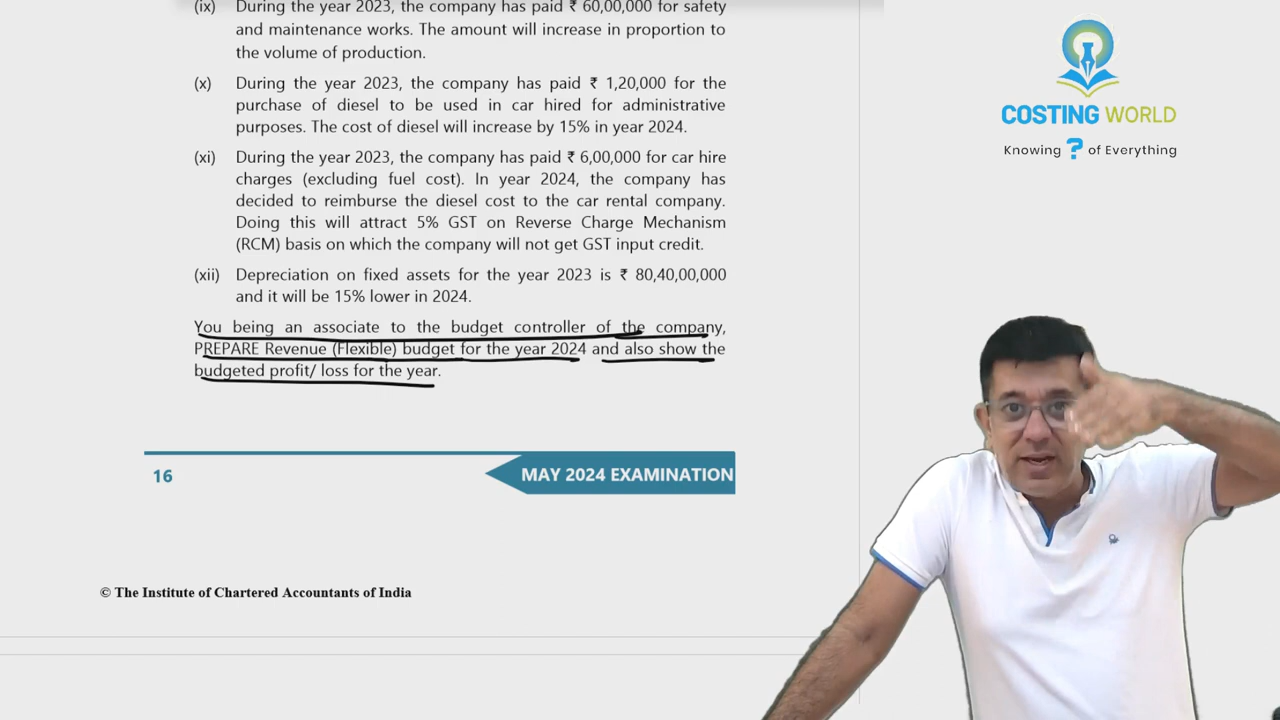 (ix) During the year 2023, the company has paid ₹ 60,00,000 for safety
and maintenance works. The amount will increase in proportion to
the volume of production.
(x) During the year 2023, the company has paid ₹ 1,20,000 for the
purchase of diesel to be used in car hired for administrative
purposes. The cost of diesel will increase by 15% in year 2024.
(xi) During the year 2023, the company has paid ₹ 6,00,000 for car hire
charges (excluding fuel cost). In year 2024, the company has
decided to reimburse the diesel cost to the car rental company.
Doing this will attract 5% GST on Reverse Charge Mechanism
(RCM) basis on which the company will not get GST input credit.
(xii) Depreciation on fixed assets for the year 2023 is ₹ 80,40,00,000
and it will be 15% lower in 2024.
You being an associate to the budget controller of the company,
PREPARE Revenue (Flexible) budget for the year 2024 and also show the
budgeted profit/ loss for the year.
16
MAY 2024 EXAMINATION
© The Institute of Chartered Accountants of India
COSTING WORLD
Knowing ? of Everything